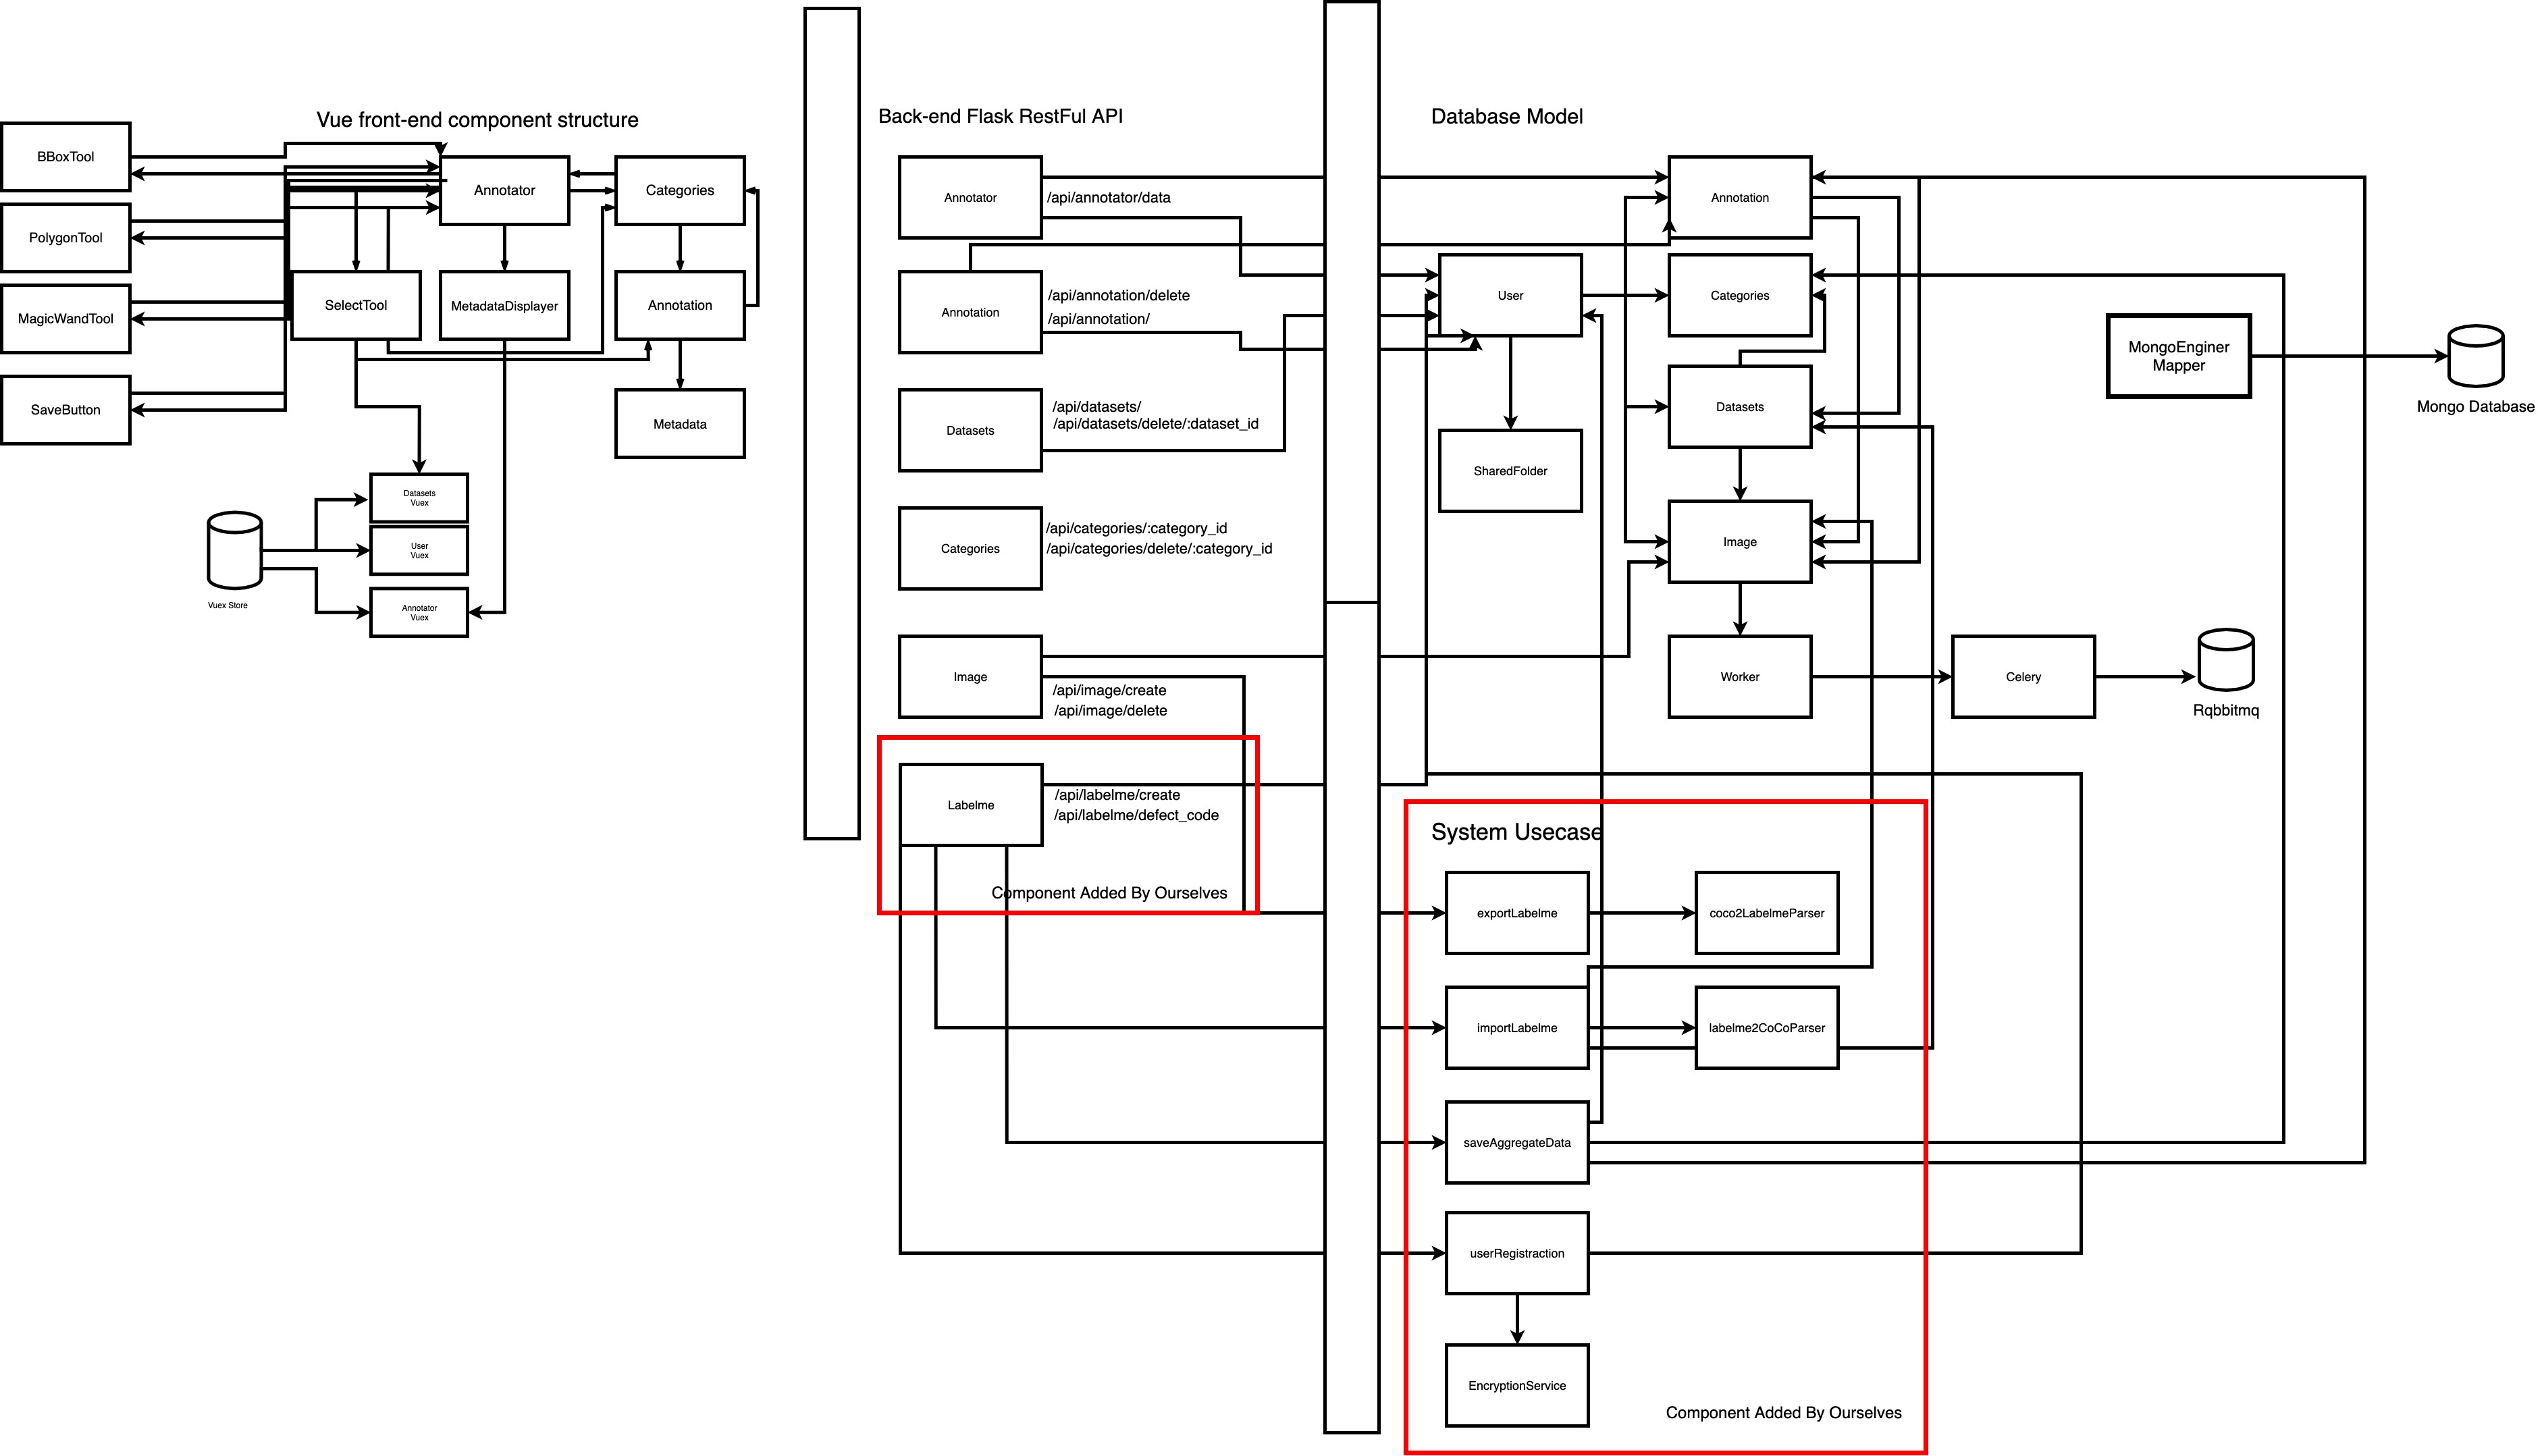 Vue front-end component structure
BBoxTool
PolygonTool
MagicWandTool
SaveButton
Annotator
Categories
SelectTool
MetadataDisplayer
Annotation
Metadata
Datasets
Vuex
User
Vuex
Annotator
Vuex
Vuex Store
Back-end Flask RestFul API
Annotator
/api/annotator/data
Annotation
/api/annotation/delete
/api/annotation/
Datasets
/api/datasets/
/api/datasets/delete/:dataset_id
Categories
/api/categories/:category_id
/api/categories/delete/:category_id
Image
/api/image/create
/api/image/delete
Labelme
/api/labelme/create
/api/labelme/defect_code
Component Added By Ourselves
Database Model
Annotation
User
Categories
Datasets
SharedFolder
Image
Worker
Celery
Rqbbitmq
MongoEnginer
Mapper
Mongo Database
System Usecase
exportLabelme
coco2LabelmeParser
importLabelme
labelme2CoCoParser
saveAggregateData
userRegistraction
EncryptionService
Component Added By Ourselves